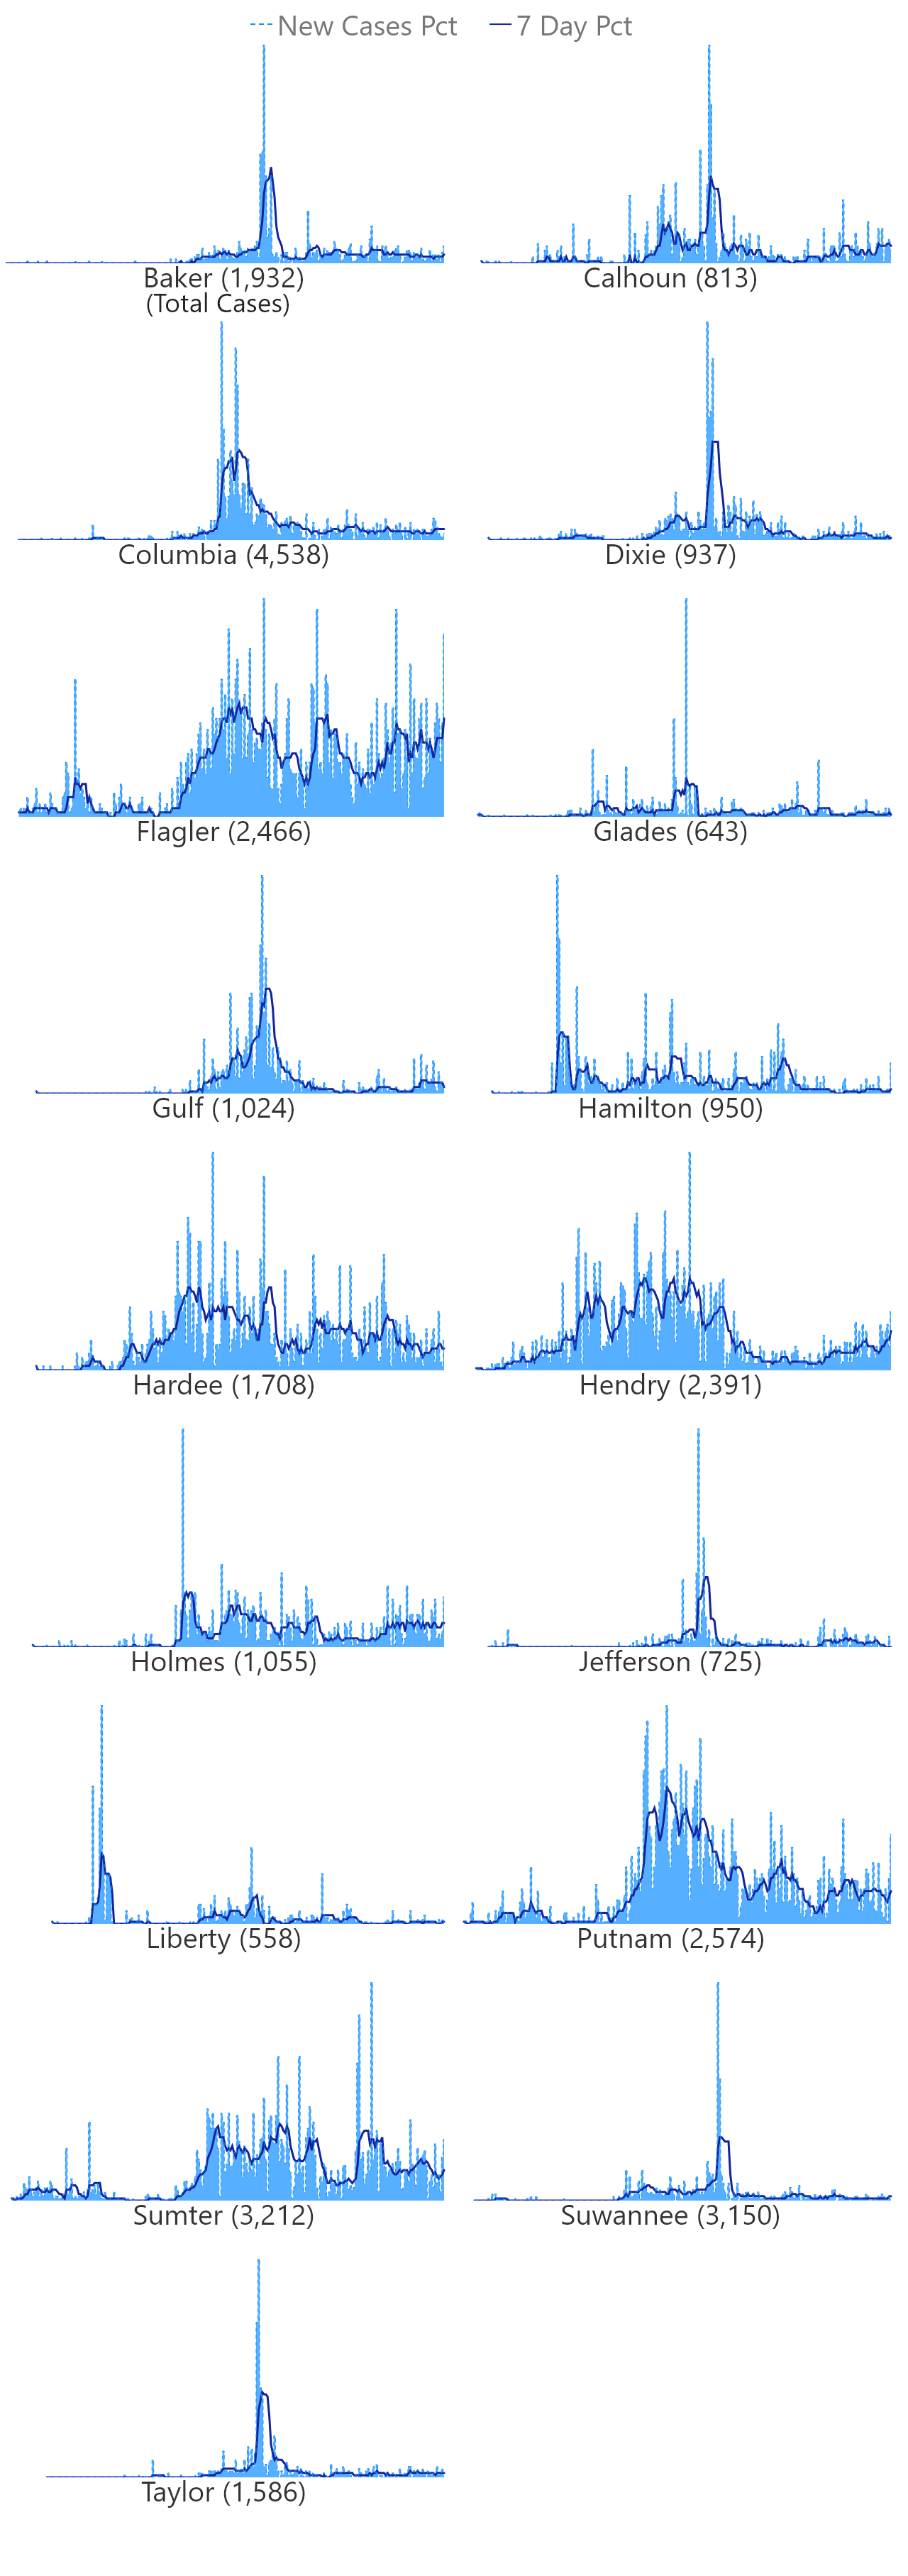 New Cases Pct 7 Day Pct
Baker (1,932) Calhoun (813)
(Total Cases)
Columbia (4,538) Dixie (937)
Flagler (2,466) Glades (643)
Gulf (1,024) Hamilton (950)
Hardee (1,708) Hendry (2,391)
Holmes (1,055) Jefferson (725)
Liberty (558) Putnam (2,574)
Sumter (3,212) Suwannee (3,150)
Taylor (1,586)